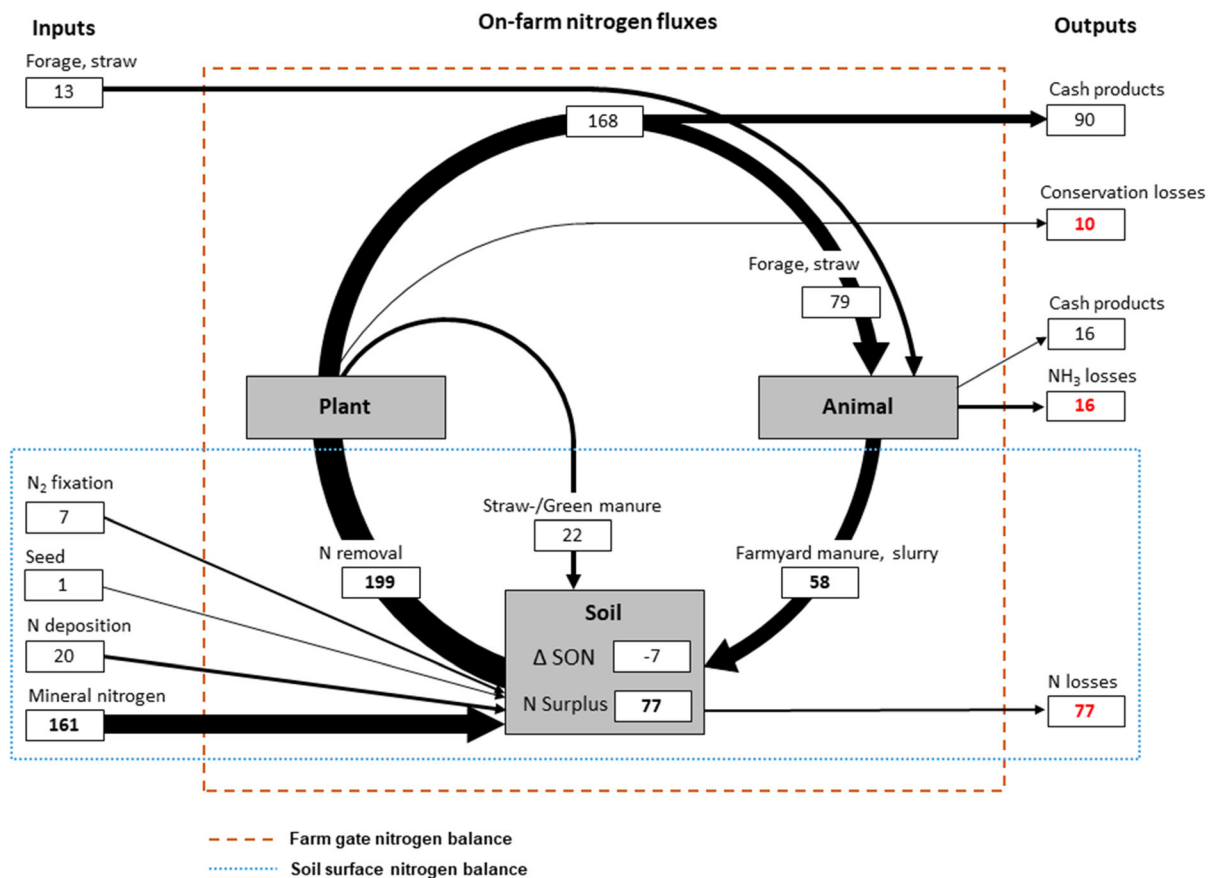 Inputs
On-farm nitrogen fluxes
Outputs
Forage, straw
13
168
Cash products
90
Conservation losses
10
Forage, straw
79
Cash products
16
NH₃ losses
16
Plant
Animal
N₂ fixation
7
Seed
1
N deposition
20
Mineral nitrogen
161
N removal
199
Straw-/Green manure
22
Farmyard manure, slurry
58
Soil
Δ SON -7
N Surplus 77
N losses
77
Farm gate nitrogen balance
Soil surface nitrogen balance